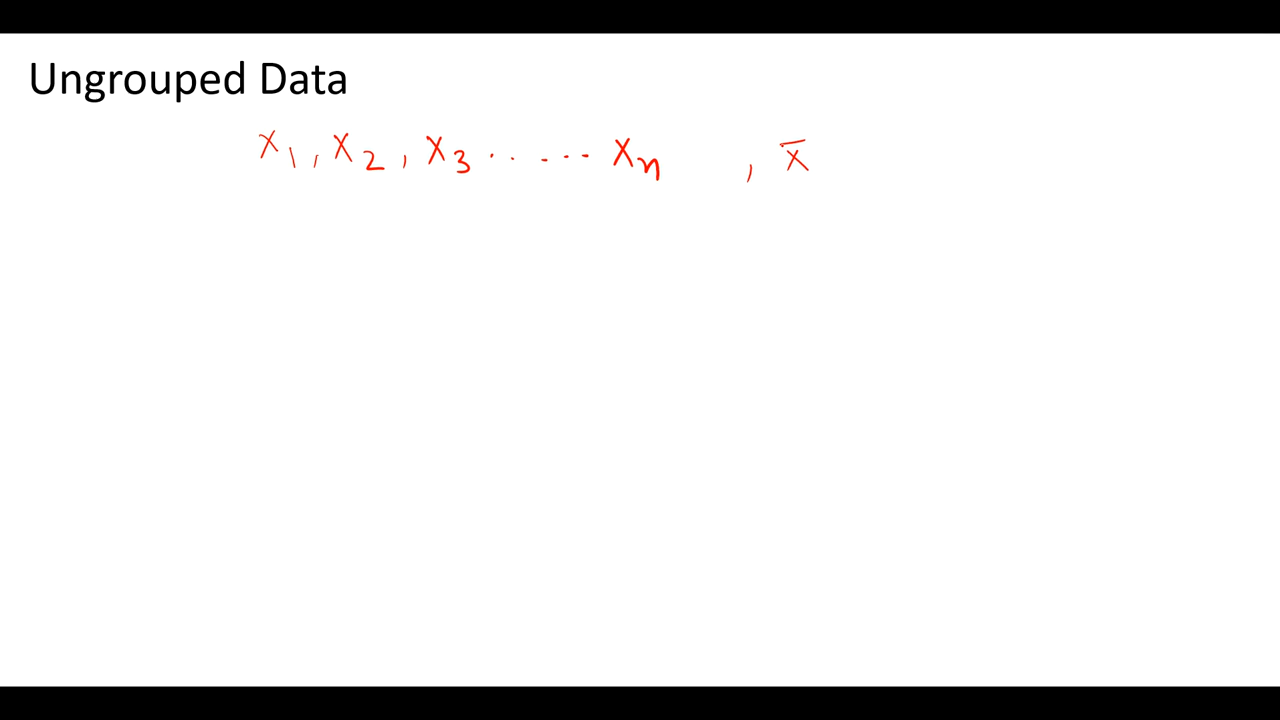 Ungrouped Data
x₁, x₂, x₃ ....... xₙ , x̄